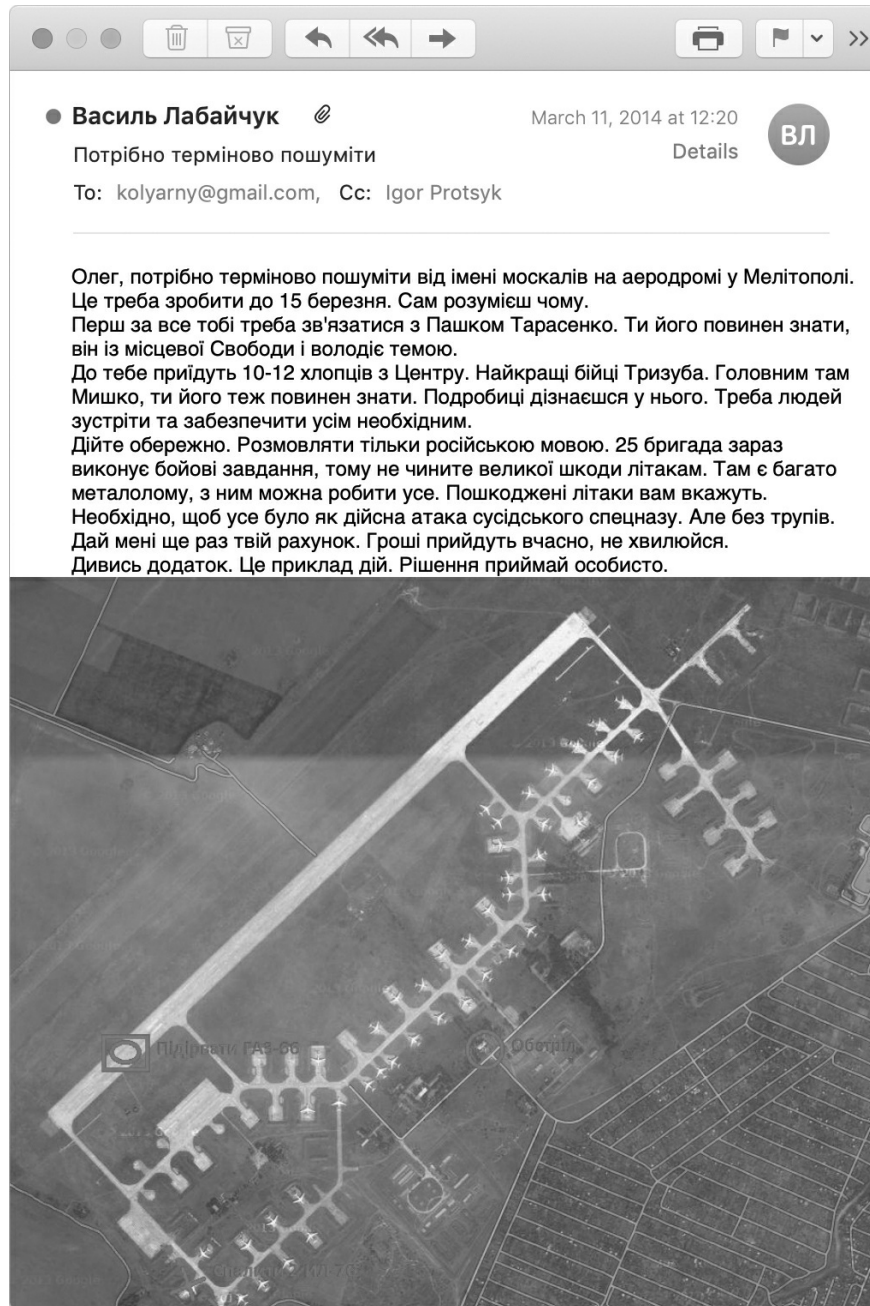 Василь Лабайчук
March 11, 2014 at 12:20
ВЛ
Потрібно терміново пошуміти
Details
To: kolyarny@gmail.com, Cc: Igor Protsyk
Олег, потрібно терміново пошуміти від імені москалів на аеродромі у Мелітополі.
Це треба зробити до 15 березня. Сам розумієш чому.
Перш за все тобі треба зв'язатися з Пашком Тарасенко. Ти його повинен знати,
він із місцевої Свободи і володіє темою.
До тебе приїдуть 10-12 хлопців з Центру. Найкращі бійці Тризуба. Головним там
Мишко, ти його теж повинен знати. Подробиці дізнаєшся у нього. Треба людей
зустріти та забезпечити усім необхідним.
Дійте обережно. Розмовляти тільки російською мовою. 25 бригада зараз
виконує бойові завдання, тому не чините великої шкоди літакам. Там є багато
металолому, з ним можна робити усе. Пошкоджені літаки вам вкажуть.
Необхідно, щоб усе було як дійсна атака сусідського спецназу. Але без трупів.
Дай мені ще раз твій рахунок. Гроші прийдуть вчасно, не хвилюйся.
Дивись додаток. Це приклад дій. Рішення приймай особисто.
Підірвати ГАЗ-66
Обстріл